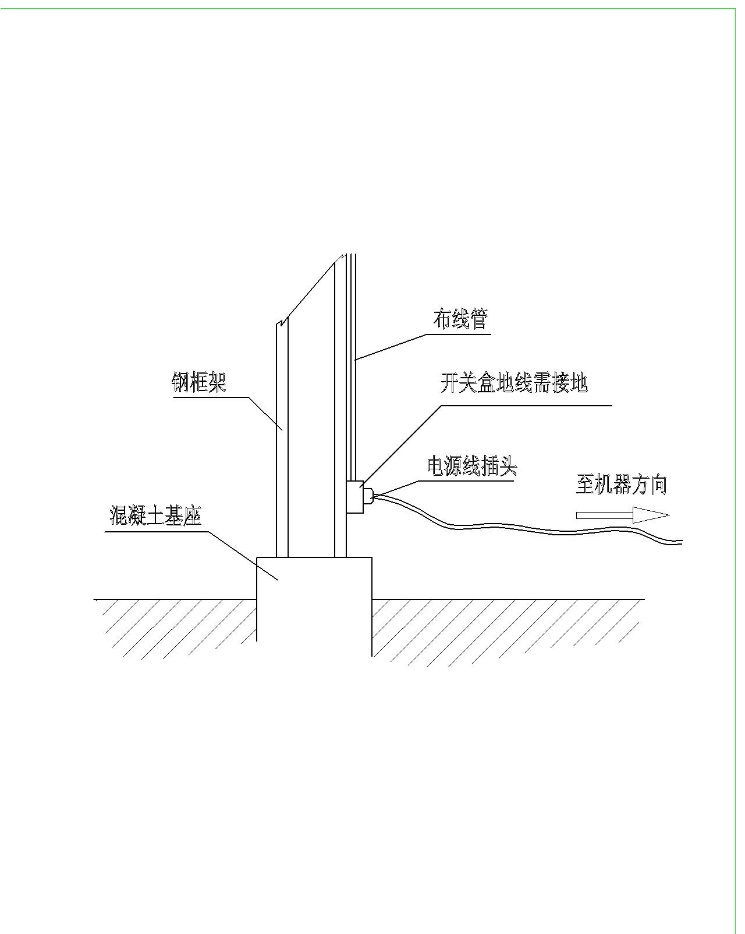 布线管
钢框架
开关盒地线需接地
电源线插头
至机器方向
混凝土基座